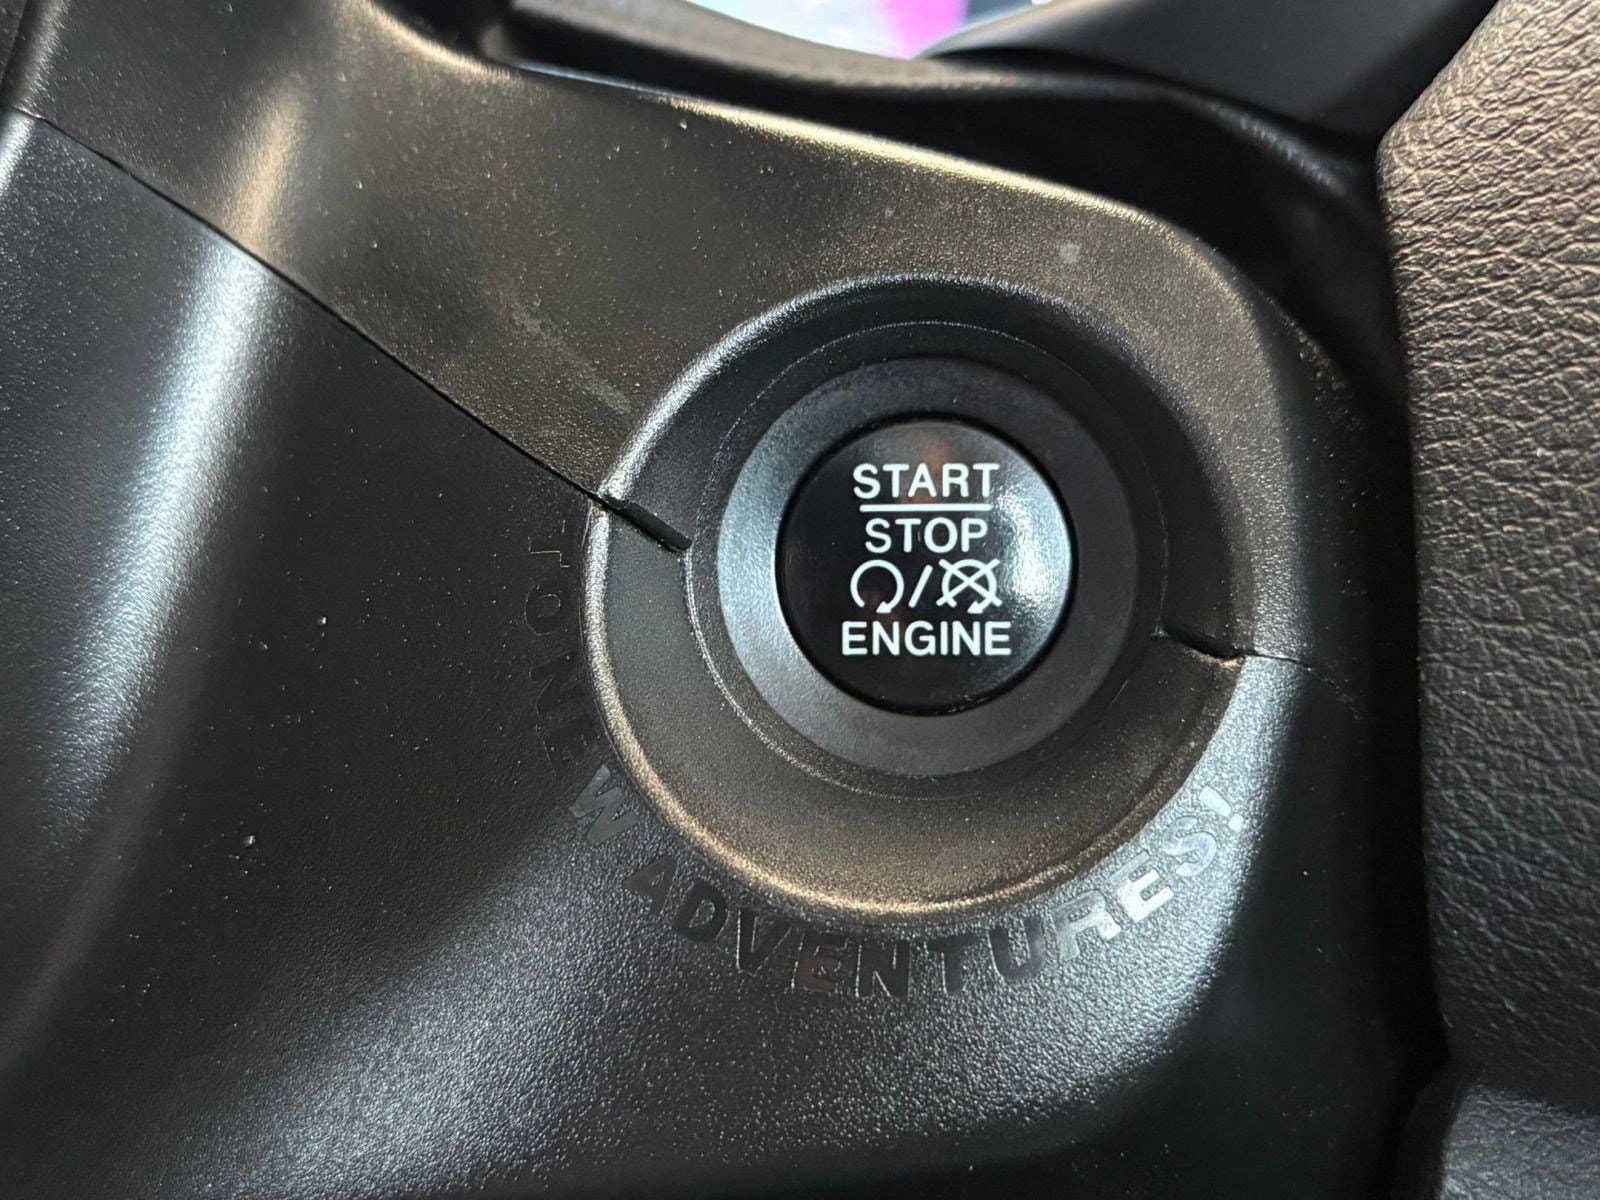 START
STOP
ENGINE
TO NEW ADVENTURES!